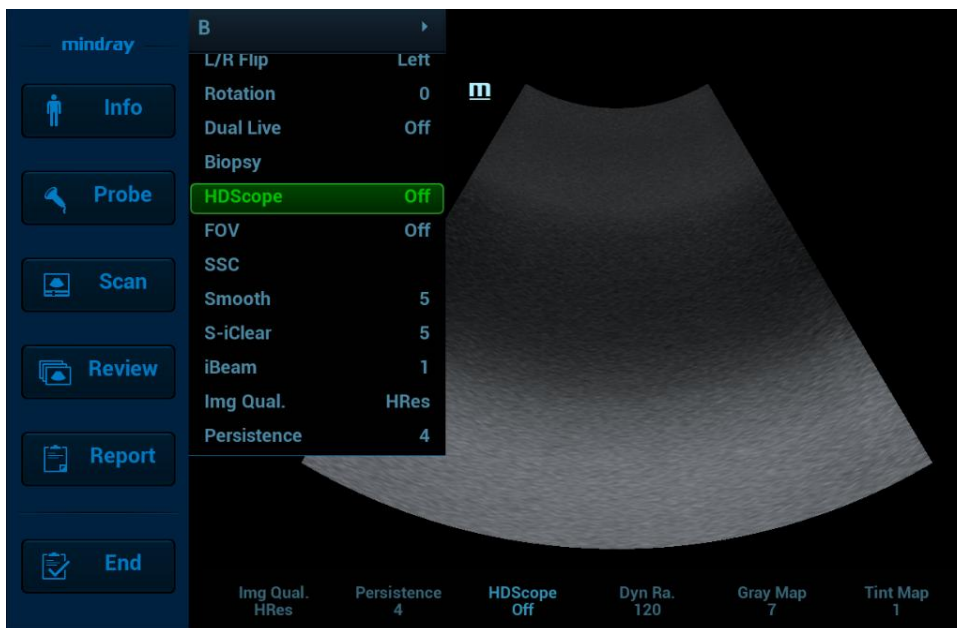 mindray
Info
Probe
Scan
Review
Report
End
B
L/R Flip Left
Rotation 0
Dual Live Off
Biopsy
HDScope Off
FOV Off
SSC
Smooth 5
S-iClear 5
iBeam 1
Img Qual. HRes
Persistence 4
m
Img Qual. Persistence HDScope Dyn Ra. Gray Map Tint Map
HRes 4 Off 120 7 1